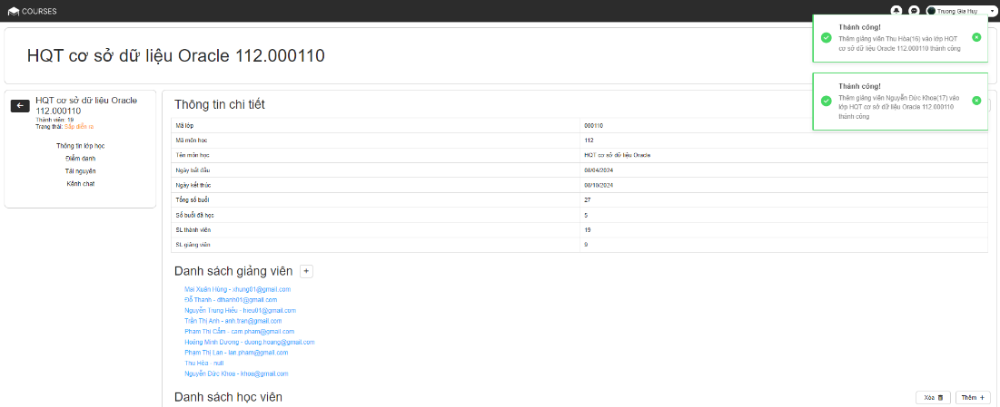 COURSES
Truong Gia Huy
Thành công!
Thêm giảng viên Thu Hòa(16) vào lớp HQT
cơ sở dữ liệu Oracle 112.000110 thành công
Thành công!
Thêm giảng viên Nguyễn Đức Khoa(17) vào
lớp HQT cơ sở dữ liệu Oracle 112.000110
thành công
HQT cơ sở dữ liệu Oracle 112.000110
HQT cơ sở dữ liệu Oracle
112.000110
Thành viên: 19
Trạng thái: Sắp diễn ra
Thông tin lớp học
Điểm danh
Tài nguyên
Kênh chat
Thông tin chi tiết
Mã lớp 000110
Mã môn học 112
Tên môn học HQT cơ sở dữ liệu Oracle
Ngày bắt đầu 08/04/2024
Ngày kết thúc 08/10/2024
Tổng số buổi 27
Số buổi đã học 5
SL thành viên 19
SL giảng viên 9
Danh sách giảng viên +
Mai Xuân Hùng - xhung01@gmail.com
Đỗ Thanh - dthanh01@gmail.com
Nguyễn Trung Hiếu - hieu01@gmail.com
Trần Thị Anh - anh.tran@gmail.com
Phạm Thị Cẩm - cam.pham@gmail.com
Hoàng Minh Dương - duong.hoang@gmail.com
Phạm Thị Lan - lan.pham@gmail.com
Thu Hòa - null
Nguyễn Đức Khoa - khoa@gmail.com
Danh sách học viên
Xóa
Thêm +